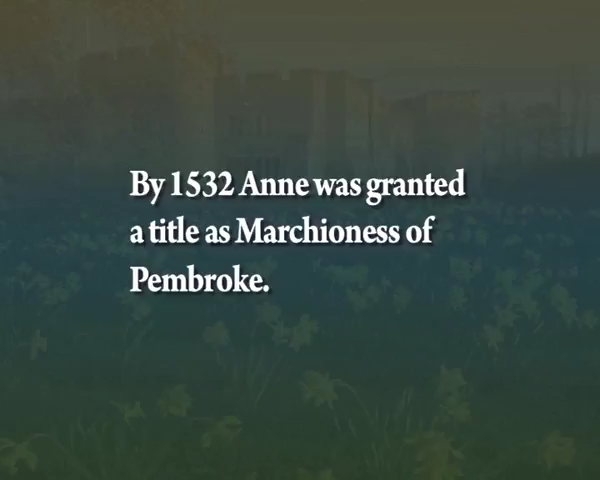 By 1532 Anne was granted
a title as Marchioness of
Pembroke.